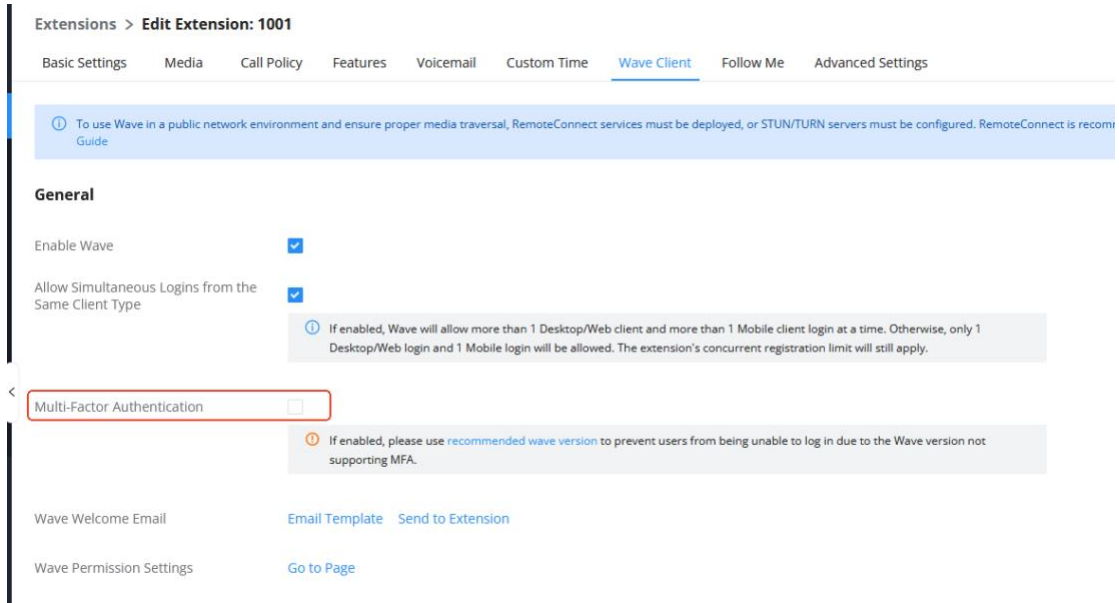 Extensions > Edit Extension: 1001
Basic Settings Media Call Policy Features Voicemail Custom Time Wave Client Follow Me Advanced Settings
To use Wave in a public network environment and ensure proper media traversal, RemoteConnect services must be deployed, or STUN/TURN servers must be configured. RemoteConnect is
Guide
General
Enable Wave
Allow Simultaneous Logins from the
Same Client Type
If enabled, Wave will allow more than 1 Desktop/Web client and more than 1 Mobile client login at a time. Otherwise, only 1
Desktop/Web login and 1 Mobile login will be allowed. The extension's concurrent registration limit will still apply.
Multi-Factor Authentication
If enabled, please use recommended wave version to prevent users from being unable to log in due to the Wave version not
supporting MFA.
Wave Welcome Email Email Template Send to Extension
Wave Permission Settings Go to Page